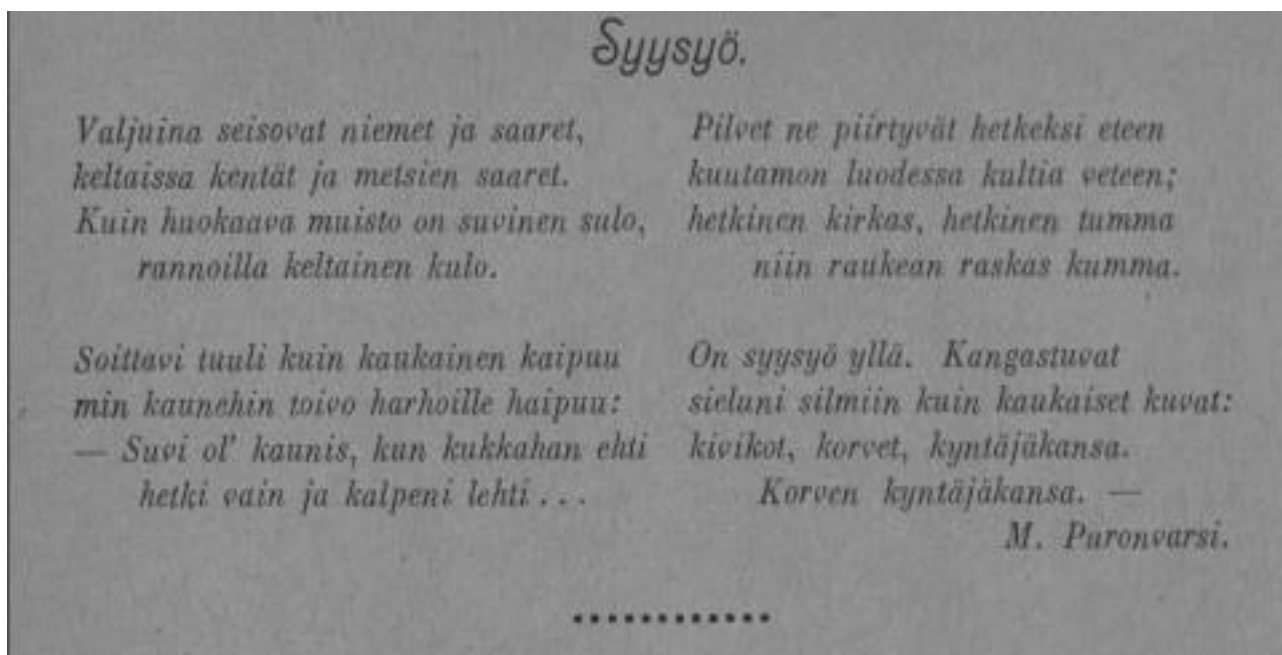 Syysyö.
Valjuina seisovat niemet ja saaret,
keltaissa kentät ja metsien saaret.
Kuin huokaava muisto on suvinen sulo,
rannoilla keltainen kulo.
Soittavi tuuli kuin kaukainen kaipuu
min kaunehin toivo harhoille haipuu:
— Suvi ol' kaunis, kun kukkahan ehti
hetki vain ja kalpeni lehti . . .
Pilvet ne piirtyvät hetkeksi eteen
kuutamon luodessa kultia veteen;
hetkinen kirkas, hetkinen tumma
niin raukean raskas kumma.
On syysyö yllä. Kangastuvat
sieluni silmiin kuin kaukaiset kuvat:
kivikot, korvet, kyntäjäkansa.
Korven kyntäjäkansa. —
M. Puronvarsi.